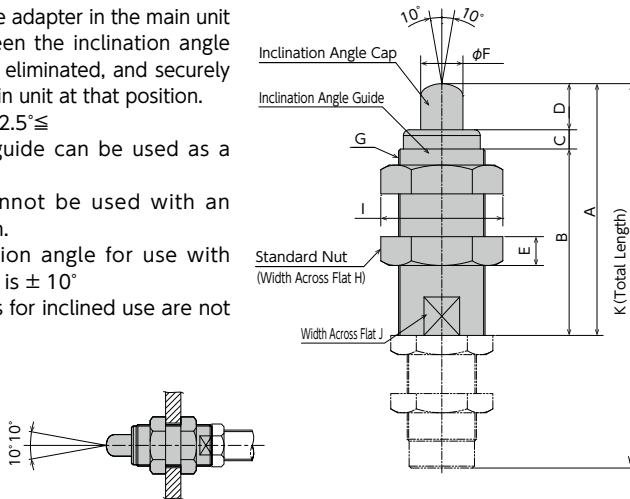 e adapter in the main unit
een the inclination angle
eliminated, and securely
in unit at that position.
2.5°≦
guide can be used as a
annot be used with an
n.
tion angle for use with
is ± 10°
s for inclined use are not
10° 10°
Inclination Angle Cap
φF
Inclination Angle Guide
G
I
Standard Nut
(Width Across Flat H)
Width Across Flat J
D
C
A
B
E
K (Total Length)
10° 10°